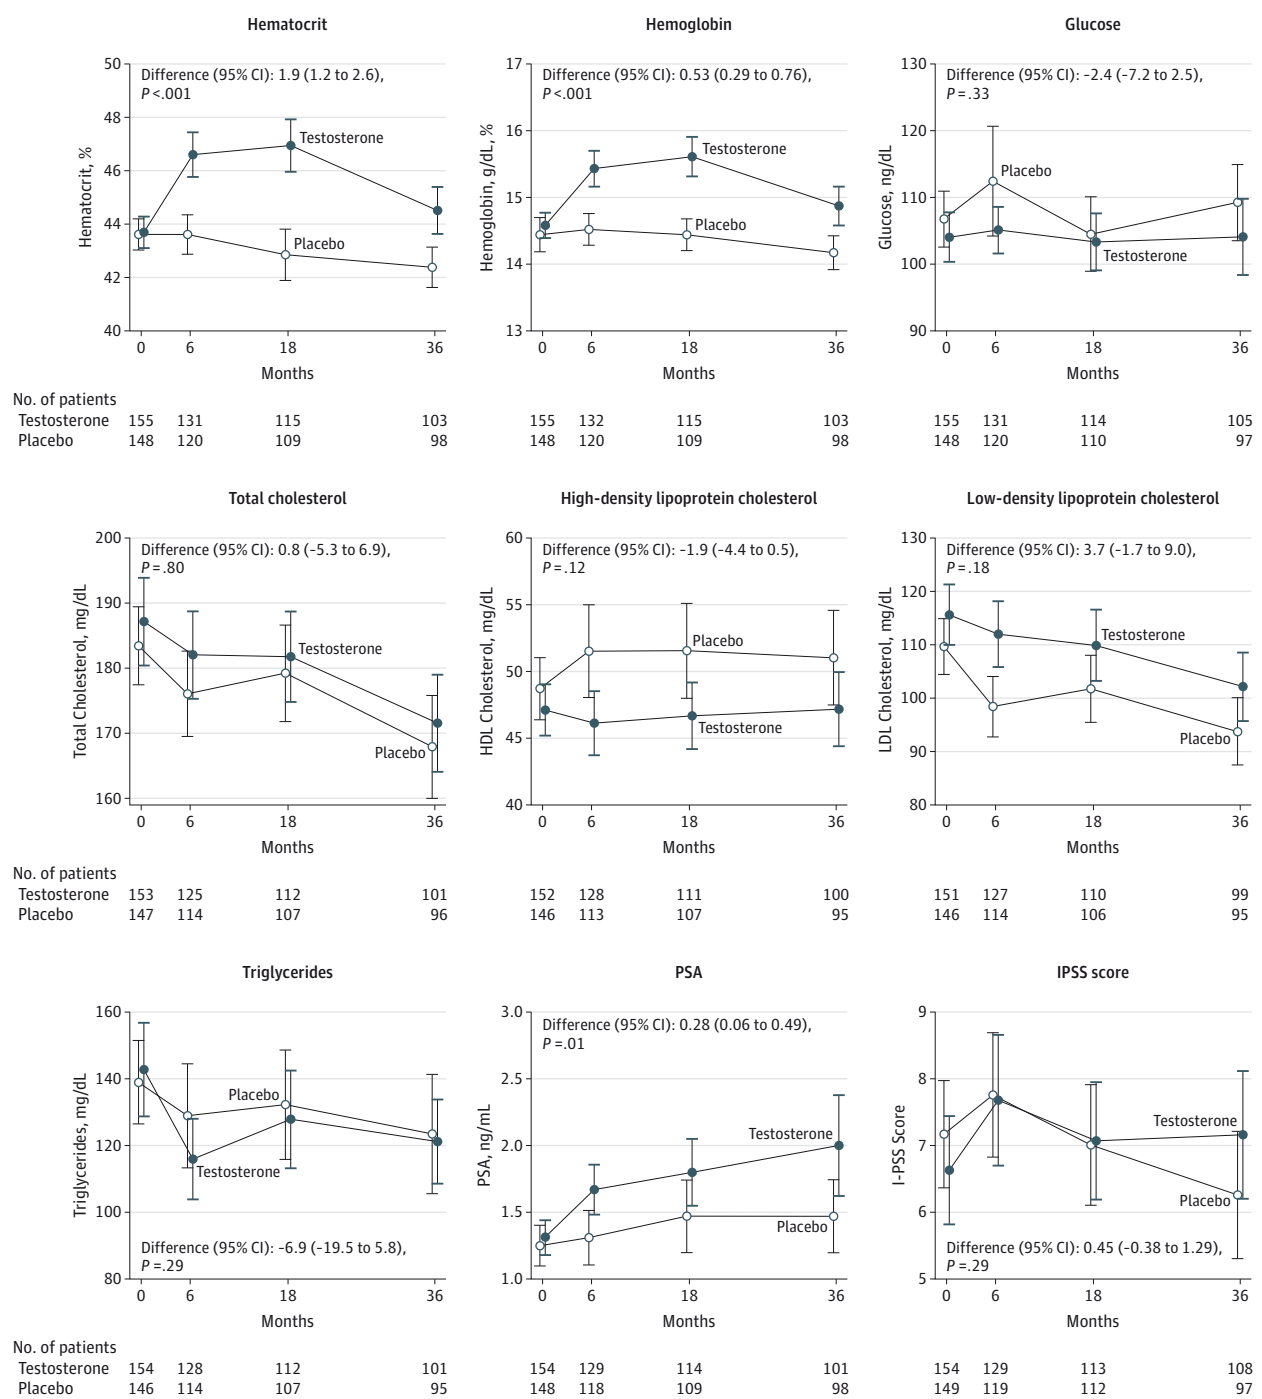 Hematocrit
Hematocrit, %
50
48
46
44
42
40
Difference (95% CI): 1.9 (1.2 to 2.6),
P <.001
Testosterone
Placebo
0 6 18 36
Months
Hemoglobin
Hemoglobin, g/dL, %
17
16
15
14
13
Difference (95% CI): 0.53 (0.29 to 0.76),
P <.001
Testosterone
Placebo
0 6 18 36
Months
Glucose
Glucose, ng/dL
130
120
110
100
90
Difference (95% CI): -2.4 (-7.2 to 2.5),
P = .33
Placebo
Testosterone
0 6 18 36
Months
No. of patients
Testosterone 155 131 115 103 155 132 115 103 155 131 114 105
Placebo 148 120 109 98 148 120 109 98 148 120 110 97
Total cholesterol
Total Cholesterol, mg/dL
200
190
180
170
160
Difference (95% CI): 0.8 (-5.3 to 6.9),
P = .80
Testosterone
Placebo
0 6 18 36
Months
High-density lipoprotein cholesterol
HDL Cholesterol, mg/dL
60
55
50
45
40
Difference (95% CI): -1.9 (-4.4 to 0.5),
P = .12
Placebo
Testosterone
0 6 18 36
Months
Low-density lipoprotein cholesterol
LDL Cholesterol, mg/dL
130
120
110
100
90
80
Difference (95% CI): 3.7 (-1.7 to 9.0),
P = .18
Testosterone
Placebo
0 6 18 36
Months
No. of patients
Testosterone 153 125 112 101 152 128 111 100 151 127 110 99
Placebo 147 114 107 96 146 113 107 95 146 114 106 95
Triglycerides
Triglycerides, mg/dL
160
140
120
100
80
Placebo
Testosterone
Difference (95% CI): -6.9 (-19.5 to 5.8),
P =.29
0 6 18 36
Months
PSA
PSA, ng/mL
3.0
2.5
2.0
1.5
1.0
Difference (95% CI): 0.28 (0.06 to 0.49),
P =.01
Testosterone
Placebo
0 6 18 36
Months
IPSS score
I-PSS Score
9
8
7
6
5
Testosterone
Placebo
Difference (95% CI): 0.45 (-0.38 to 1.29),
P =.29
0 6 18 36
Months
No. of patients
Testosterone 154 128 112 101 154 129 114 101 154 129 113 108
Placebo 146 114 107 95 148 118 109 98 149 119 112 97